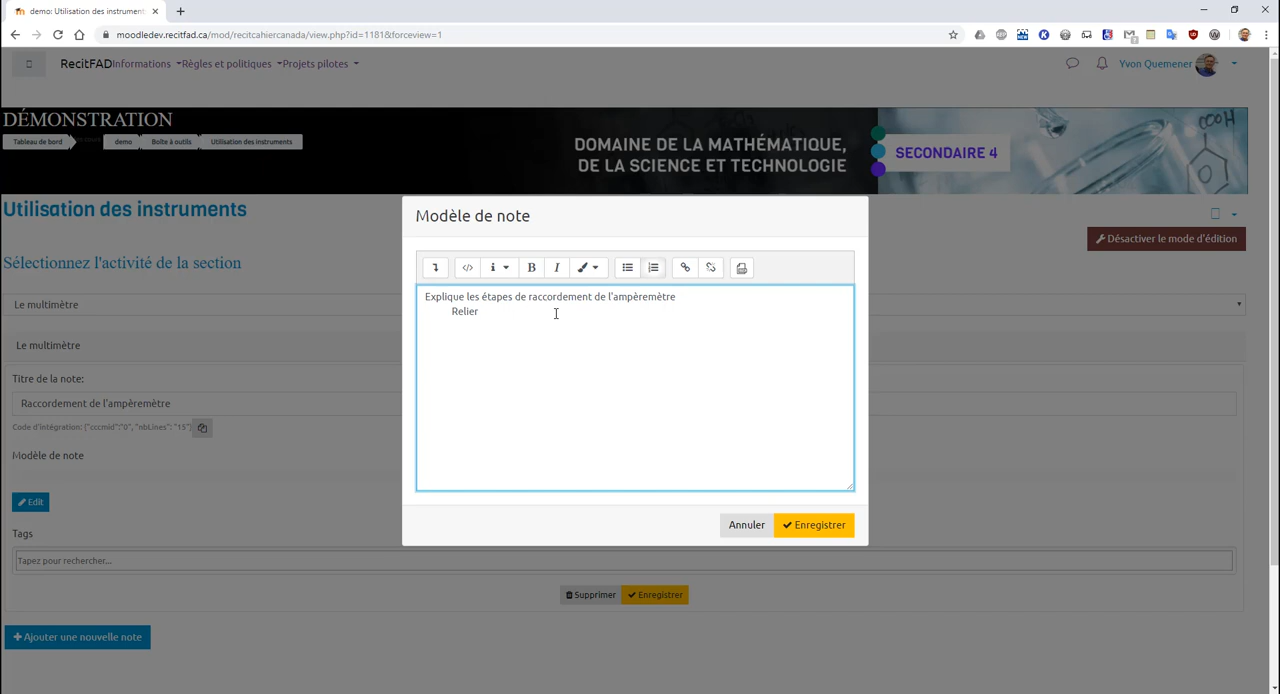 demo: Utilisation des instrument
moodledev.recitfad.ca/mod/recitcahiercanada/view.php?id=1181&forceview=1
RecitFAD
Informations
Règles et politiques
Projets pilotes
Yvon Quemener
DÉMONSTRATION
Tableau de bord
demo
Boîte à outils
Utilisation des instruments
DOMAINE DE LA MATHÉMATIQUE,
DE LA SCIENCE ET TECHNOLOGIE
SECONDAIRE 4
CCOH
Utilisation des instruments
Désactiver le mode d'édition
Sélectionnez l'activité de la section
Le multimètre
Le multimètre
Titre de la note:
Raccordement de l'ampèremètre
Code d'intégration: {"cccmid":"0", "nbLines": "15"}
Modèle de note
Edit
Tags
Tapez pour rechercher...
Supprimer
Enregistrer
Ajouter une nouvelle note
Modèle de note
Explique les étapes de raccordement de l'ampèremètre
Relier
Annuler
Enregistrer